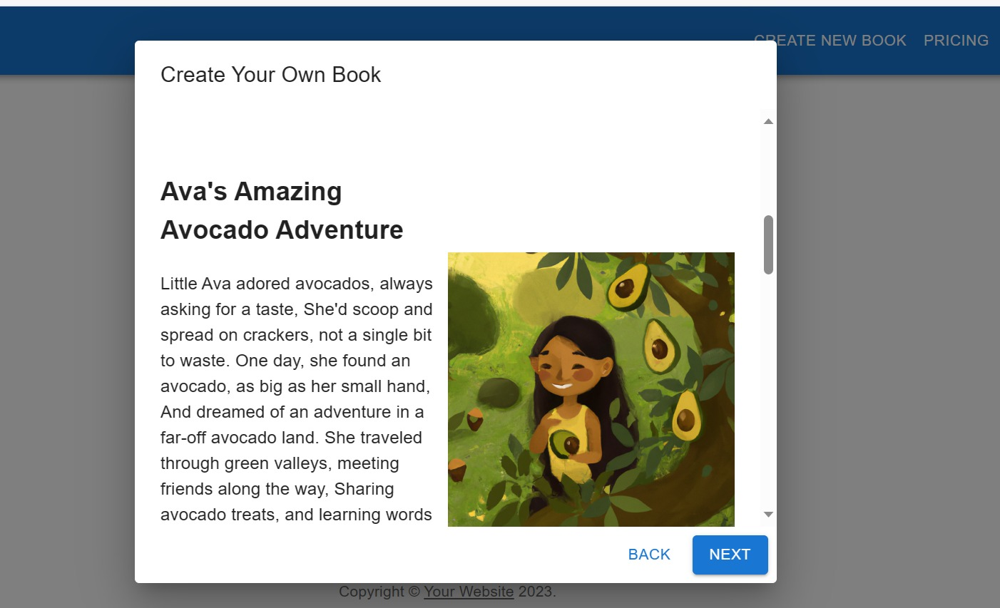 CREATE NEW BOOK PRICING
Create Your Own Book
Ava's Amazing
Avocado Adventure
Little Ava adored avocados, always
asking for a taste, She'd scoop and
spread on crackers, not a single bit
to waste. One day, she found an
avocado, as big as her small hand,
And dreamed of an adventure in a
far-off avocado land. She traveled
through green valleys, meeting
friends along the way, Sharing
avocado treats, and learning words
BACK NEXT
Copyright © Your Website 2023.